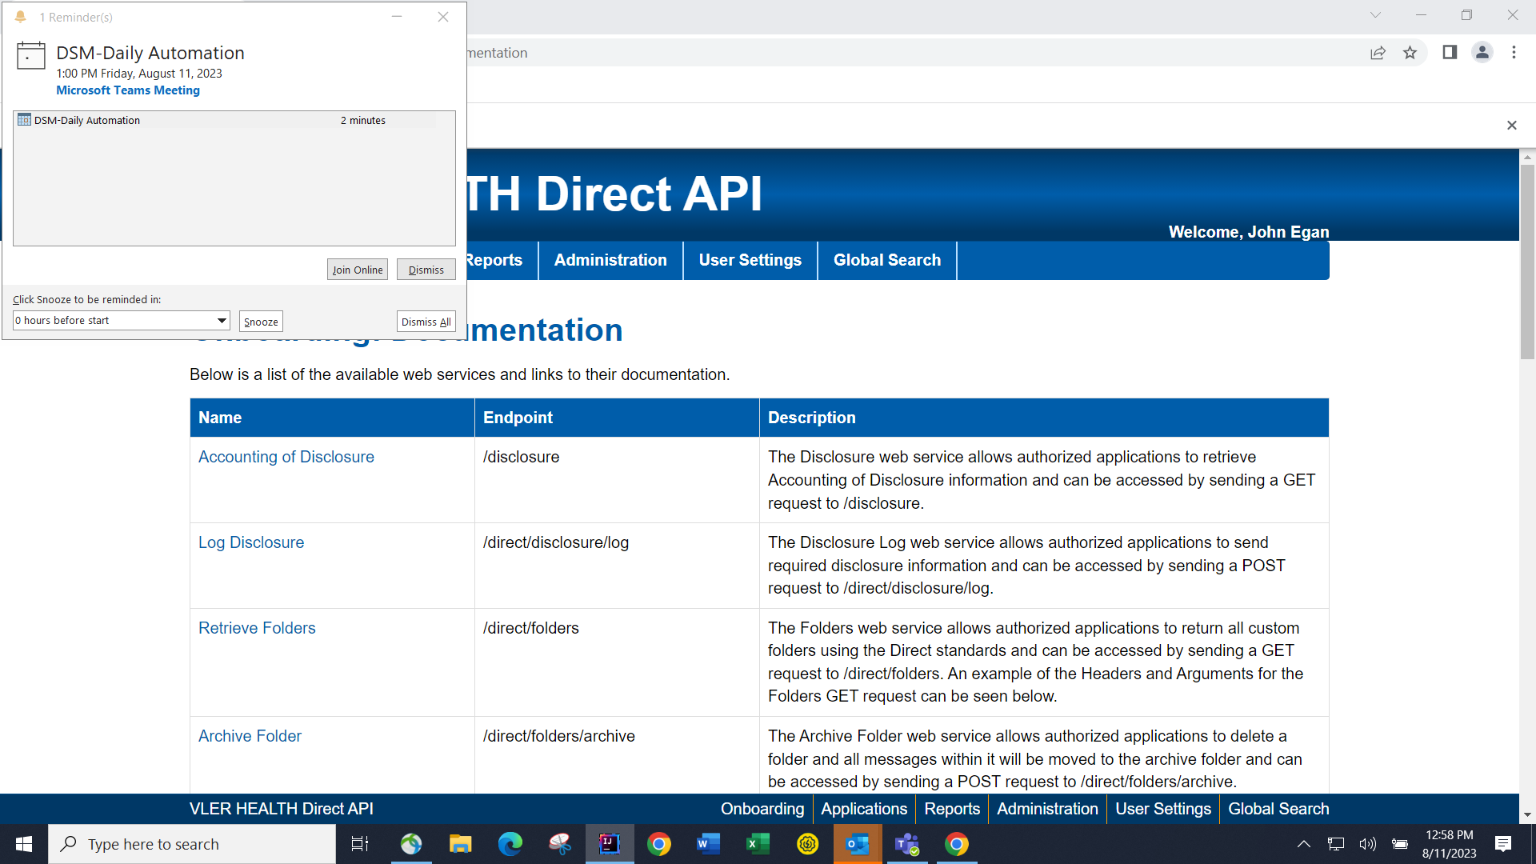 1 Reminder(s)
DSM-Daily Automation
1:00 PM Friday, August 11, 2023
Microsoft Teams Meeting
DSM-Daily Automation 2 minutes
Join Online Dismiss
Click Snooze to be reminded in:
0 hours before start Snooze Dismiss All
mentation
TH Direct API
Welcome, John Egan
Reports Administration User Settings Global Search
mentation
Below is a list of the available web services and links to their documentation.
Name Endpoint Description
Accounting of Disclosure /disclosure The Disclosure web service allows authorized applications to retrieve
Accounting of Disclosure information and can be accessed by sending a GET
request to /disclosure.
Log Disclosure /direct/disclosure/log The Disclosure Log web service allows authorized applications to send
required disclosure information and can be accessed by sending a POST
request to /direct/disclosure/log.
Retrieve Folders /direct/folders The Folders web service allows authorized applications to return all custom
folders using the Direct standards and can be accessed by sending a GET
request to /direct/folders. An example of the Headers and Arguments for the
Folders GET request can be seen below.
Archive Folder /direct/folders/archive The Archive Folder web service allows authorized applications to delete a
folder and all messages within it will be moved to the archive folder and can
be accessed by sending a POST request to /direct/folders/archive.
VLER HEALTH Direct API Onboarding Applications Reports Administration User Settings Global Search
Type here to search
12:58 PM
8/11/2023